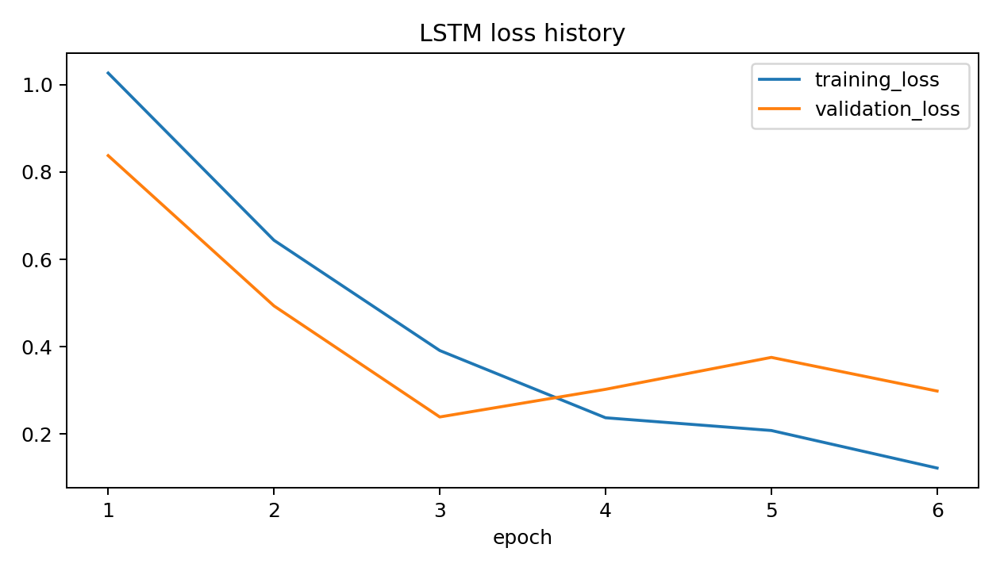 LSTM loss history
training_loss
validation_loss
1.0
0.8
0.6
0.4
0.2
1 2 3 4 5 6
epoch